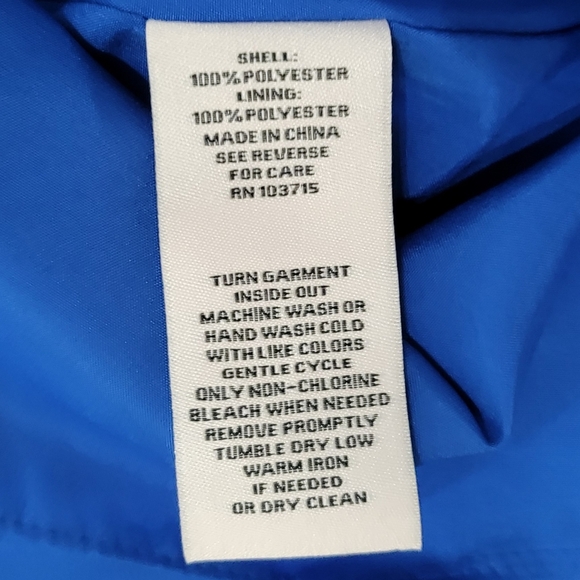 SHELL:
100% POLYESTER
LINING:
100% POLYESTER
MADE IN CHINA
SEE REVERSE
FOR CARE
RN 103715
TURN GARMENT
INSIDE OUT
MACHINE WASH OR
HAND WASH COLD
WITH LIKE COLORS
GENTLE CYCLE
ONLY NON-CHLORINE
BLEACH WHEN NEEDED
REMOVE PROMPTLY
TUMBLE DRY LOW
WARM IRON
IF NEEDED
OR DRY CLEAN